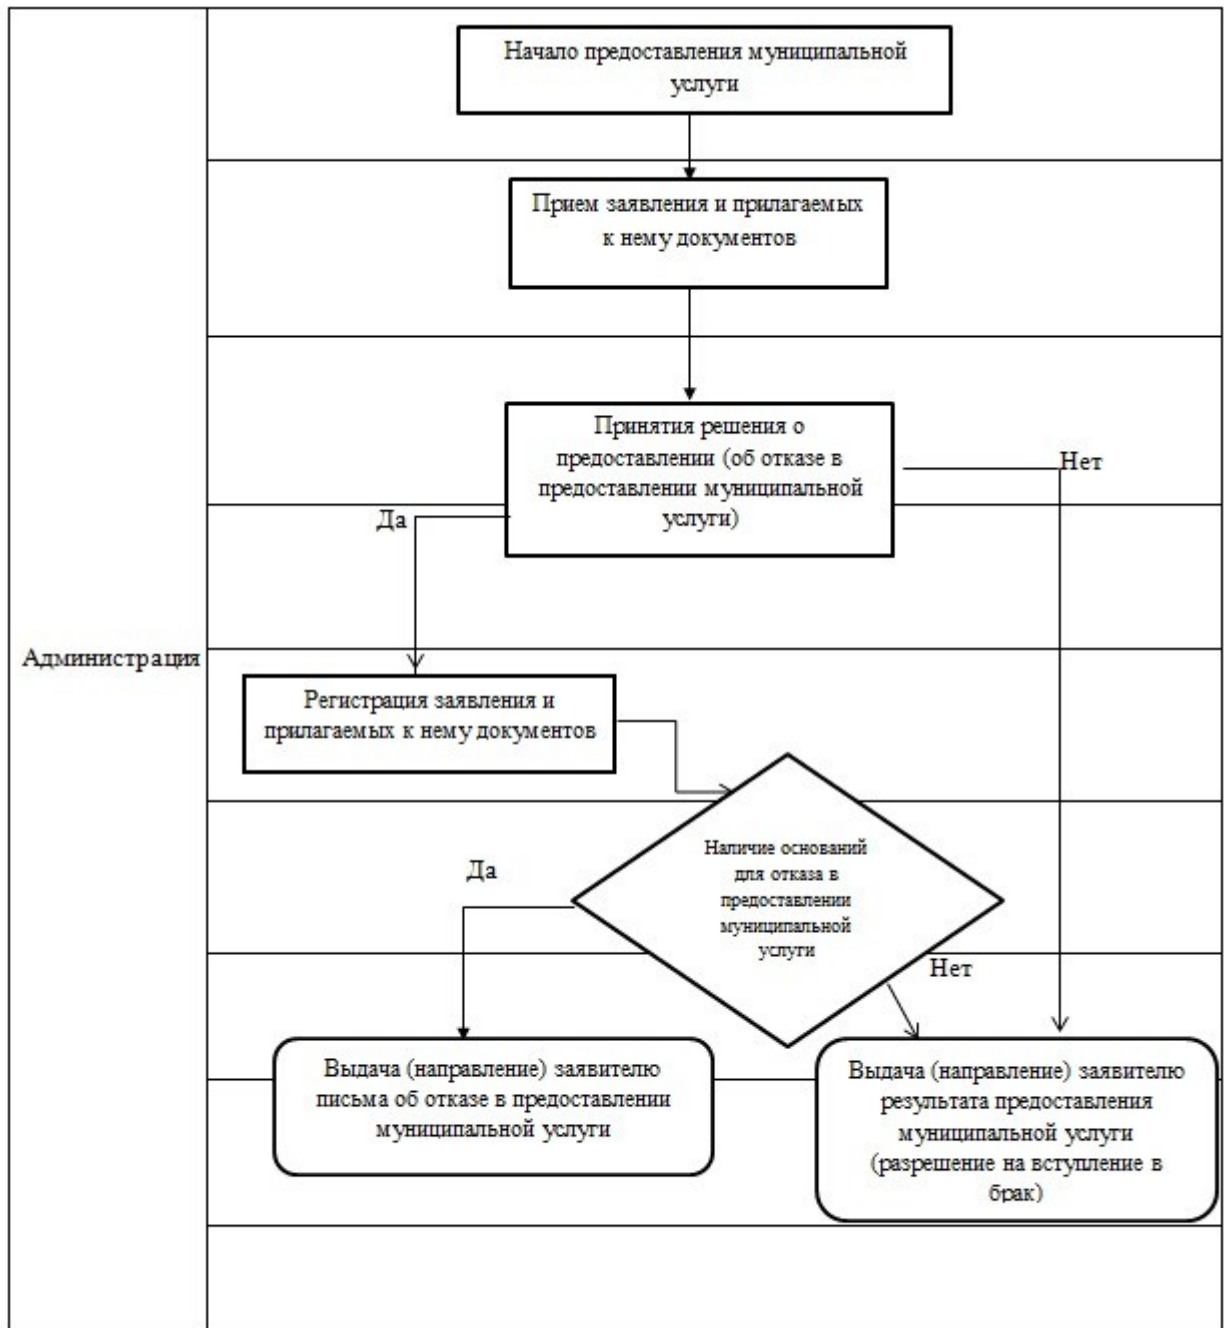 Начало предоставления муниципальной
услуги
Прием заявления и прилагаемых
к нему документов
Принятия решения о
предоставлении (об отказе в
предоставлении муниципальной
услуги)
Нет
Да
Администрация
Регистрация заявления и
прилагаемых к нему документов
Наличие оснований
для отказа в
предоставлении
муниципальной
услуги
Да
Нет
Выдача (направление) заявителю
письма об отказе в предоставлении
муниципальной услуги
Выдача (направление) заявителю
результата предоставления
муниципальной услуги
(разрешение на вступление в
брак)